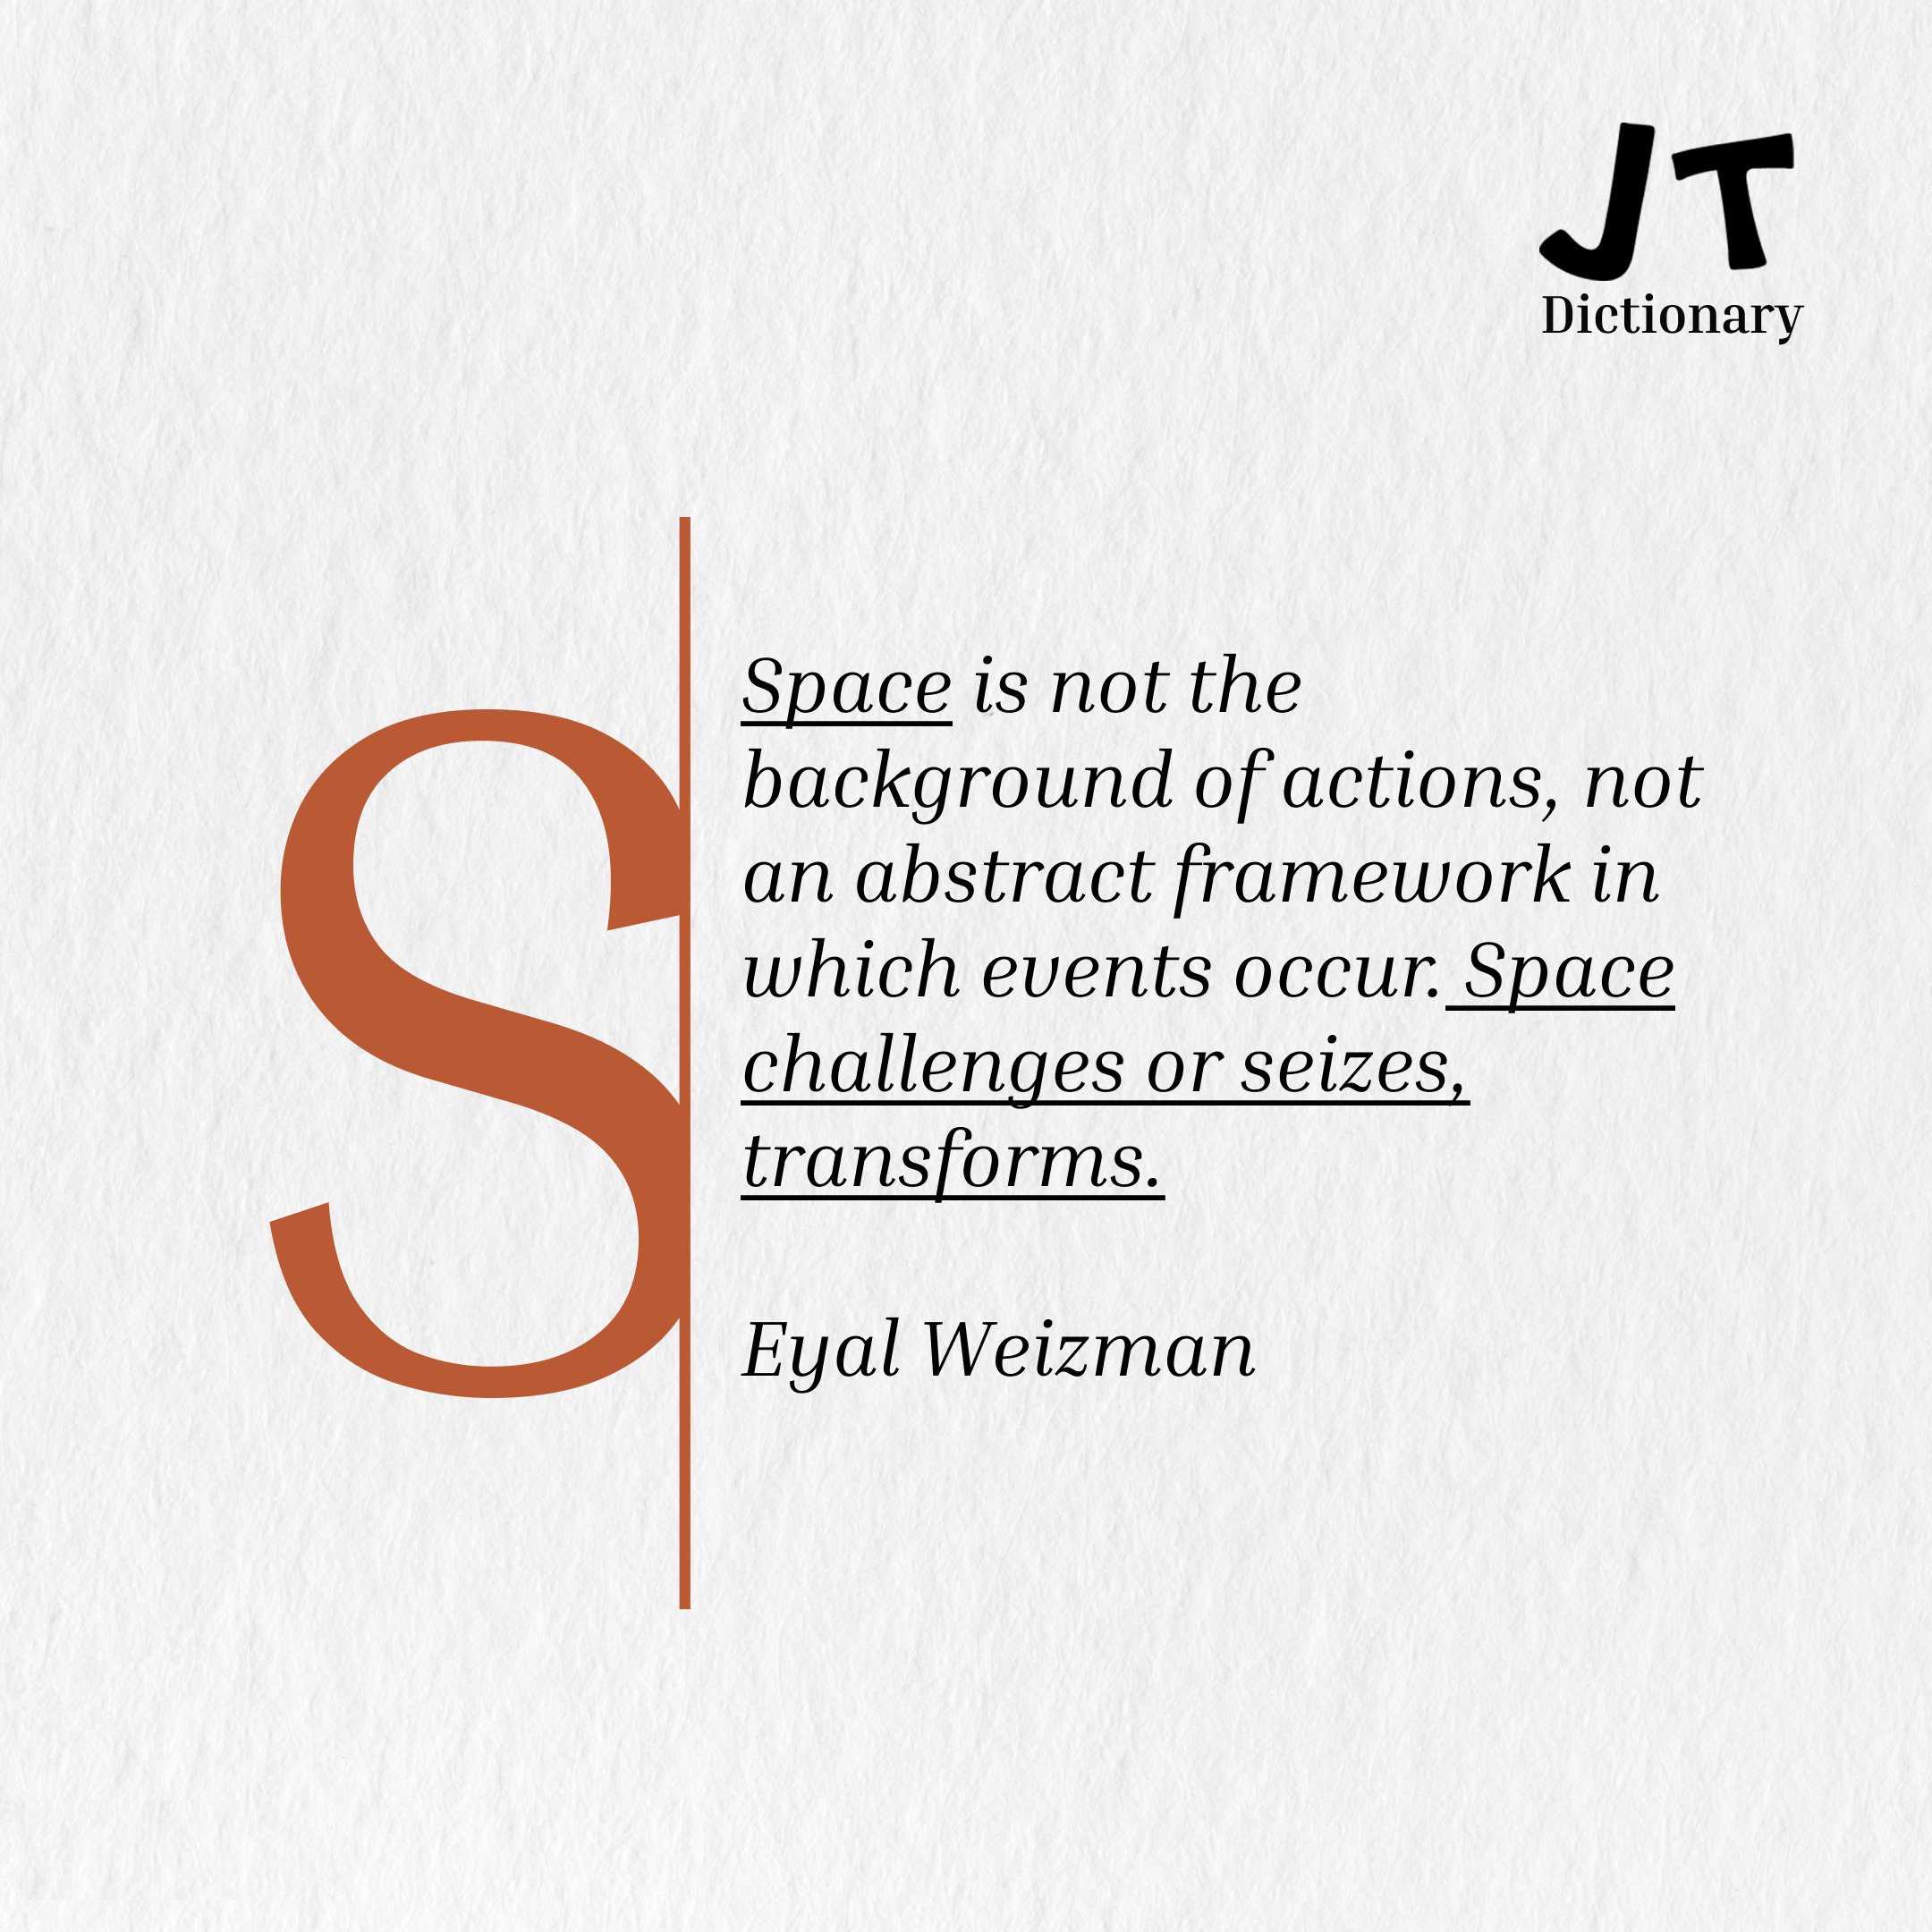 JT
Dictionary
S
Space is not the
background of actions, not
an abstract framework in
which events occur. Space
challenges or seizes,
transforms.
Eyal Weizman